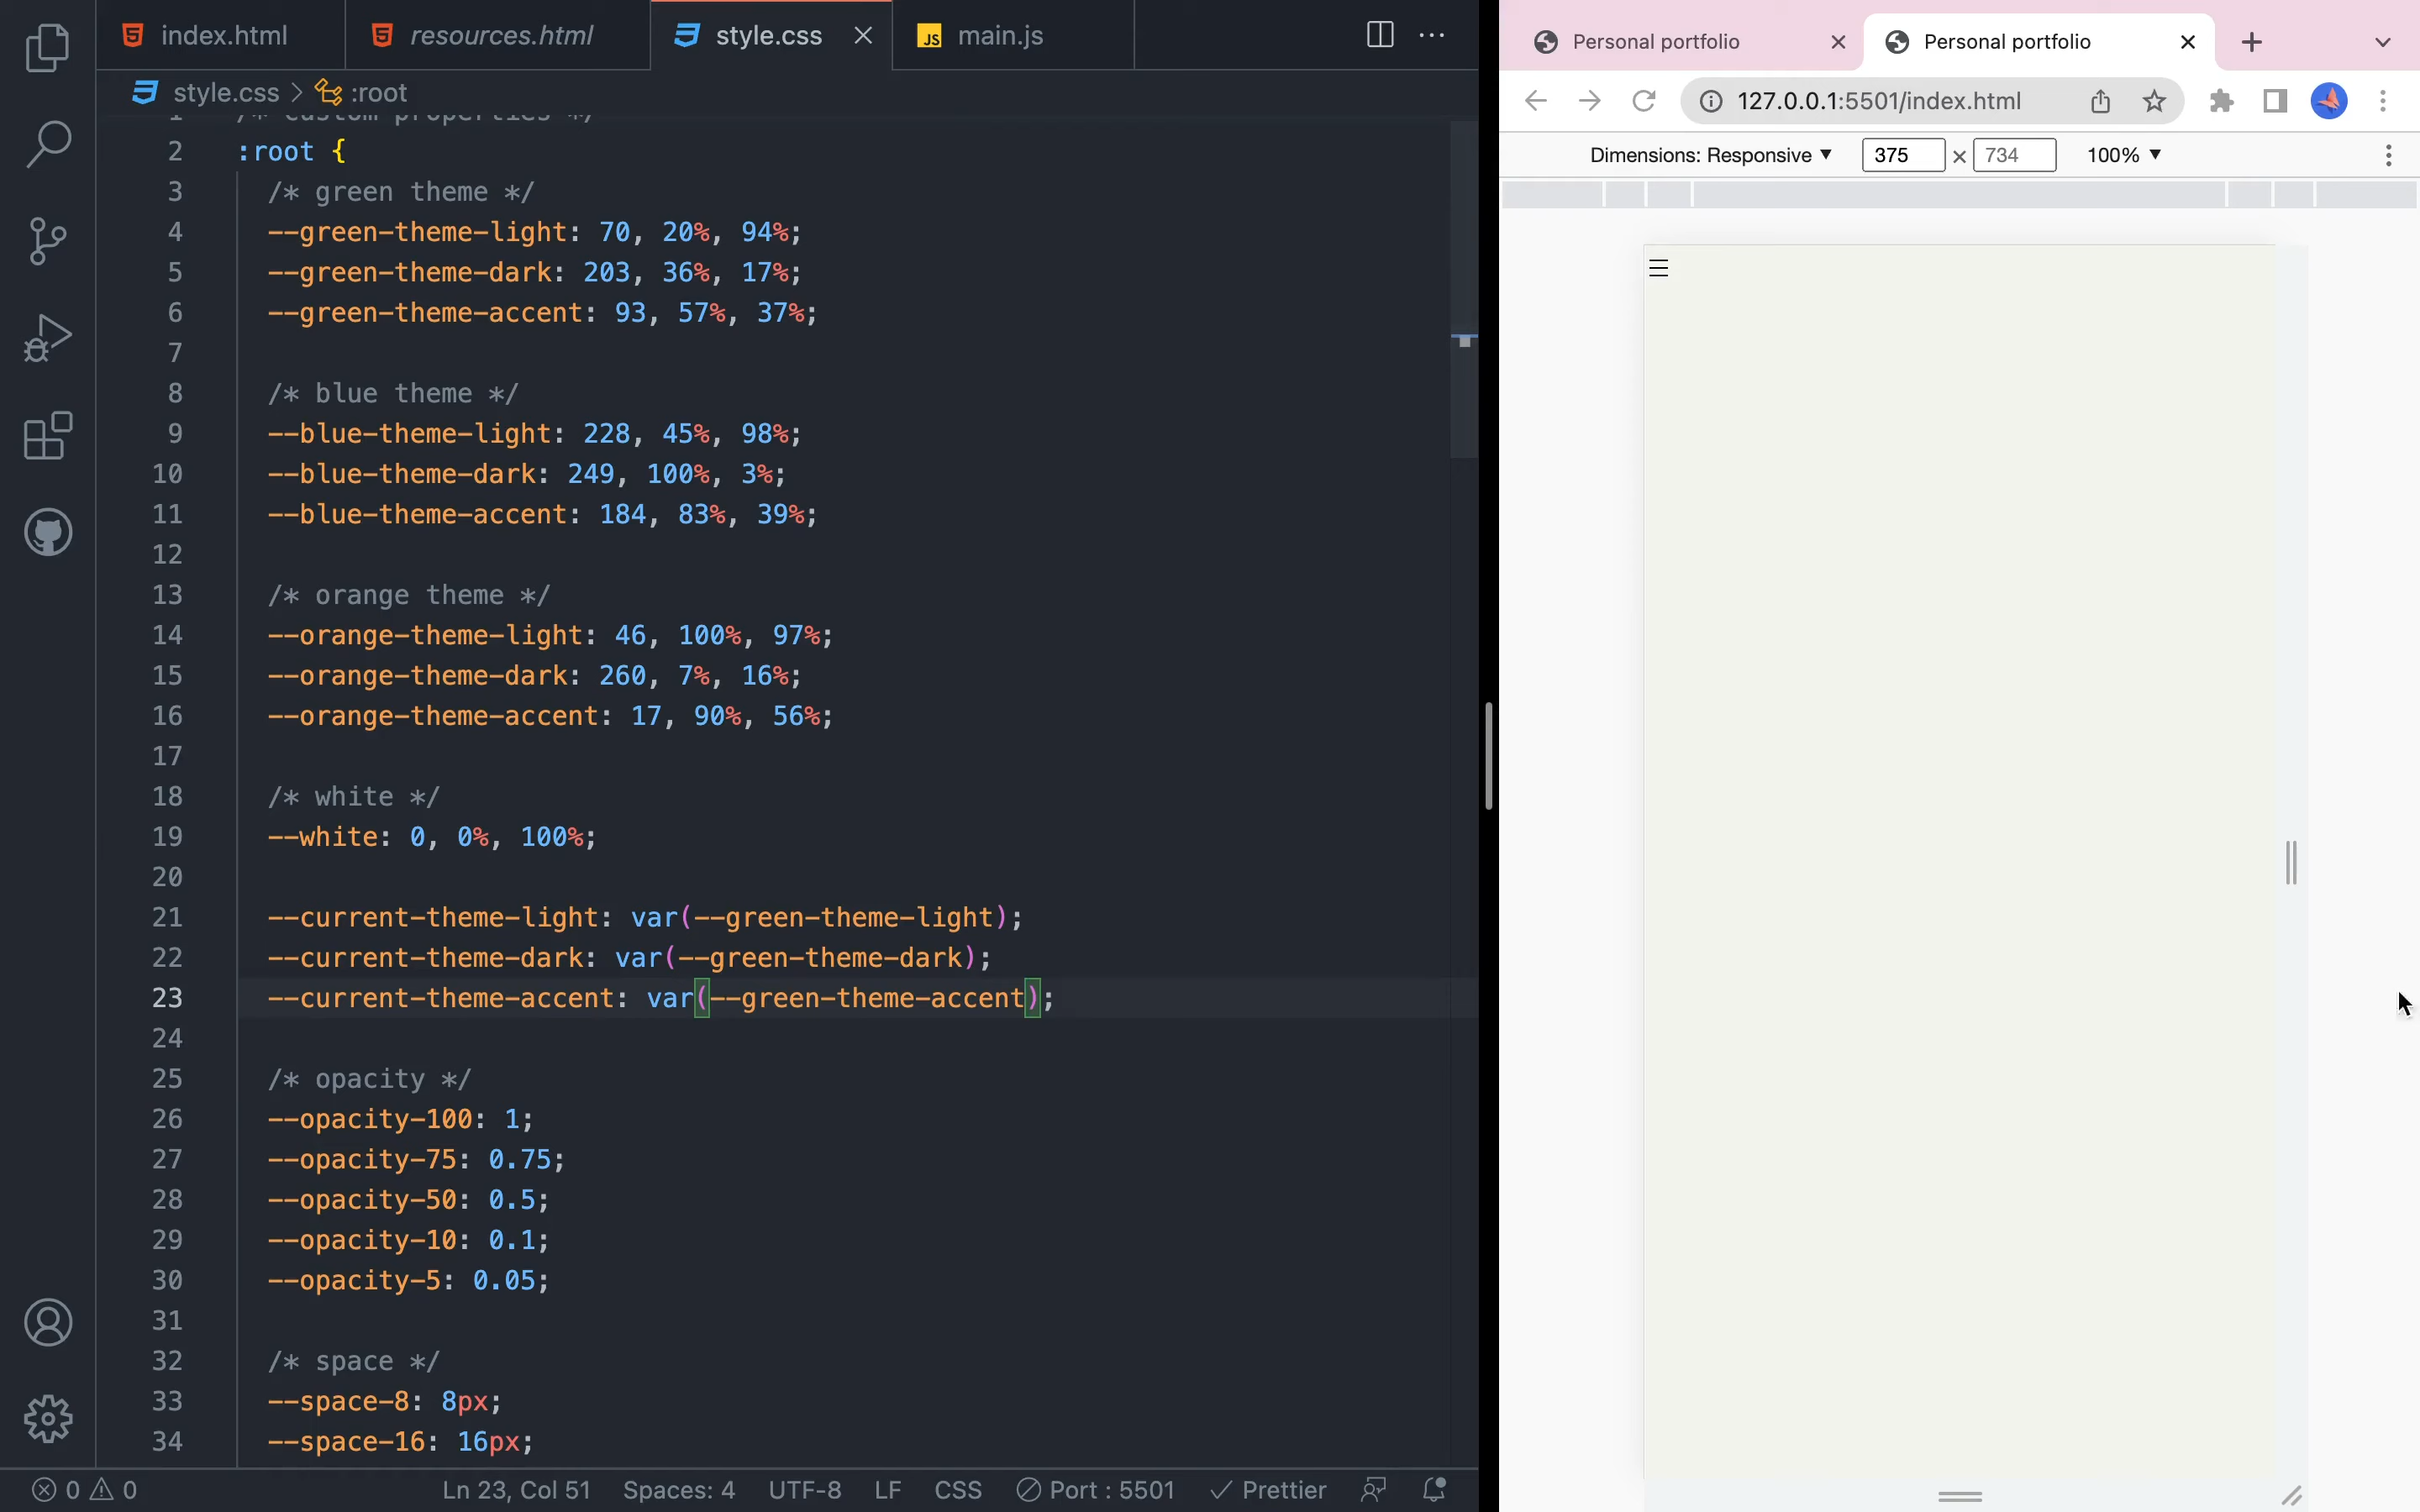 index.html
resources.html
style.css
main.js
style.css > :root
1 /* custom properties */
2 :root {
3 /* green theme */
4 --green-theme-light: 70, 20%, 94%;
5 --green-theme-dark: 203, 36%, 17%;
6 --green-theme-accent: 93, 57%, 37%;
7
8 /* blue theme */
9 --blue-theme-light: 228, 45%, 98%;
10 --blue-theme-dark: 249, 100%, 3%;
11 --blue-theme-accent: 184, 83%, 39%;
12
13 /* orange theme */
14 --orange-theme-light: 46, 100%, 97%;
15 --orange-theme-dark: 260, 7%, 16%;
16 --orange-theme-accent: 17, 90%, 56%;
17
18 /* white */
19 --white: 0, 0%, 100%;
20
21 --current-theme-light: var(--green-theme-light);
22 --current-theme-dark: var(--green-theme-dark);
23 --current-theme-accent: var(--green-theme-accent);
24
25 /* opacity */
26 --opacity-100: 1;
27 --opacity-75: 0.75;
28 --opacity-50: 0.5;
29 --opacity-10: 0.1;
30 --opacity-5: 0.05;
31
32 /* space */
33 --space-8: 8px;
34 --space-16: 16px;
0 0
Ln 23, Col 51
Spaces: 4
UTF-8
LF
CSS
Port : 5501
Prettier
Personal portfolio
Personal portfolio
127.0.0.1:5501/index.html
Dimensions: Responsive
375 × 734
100%